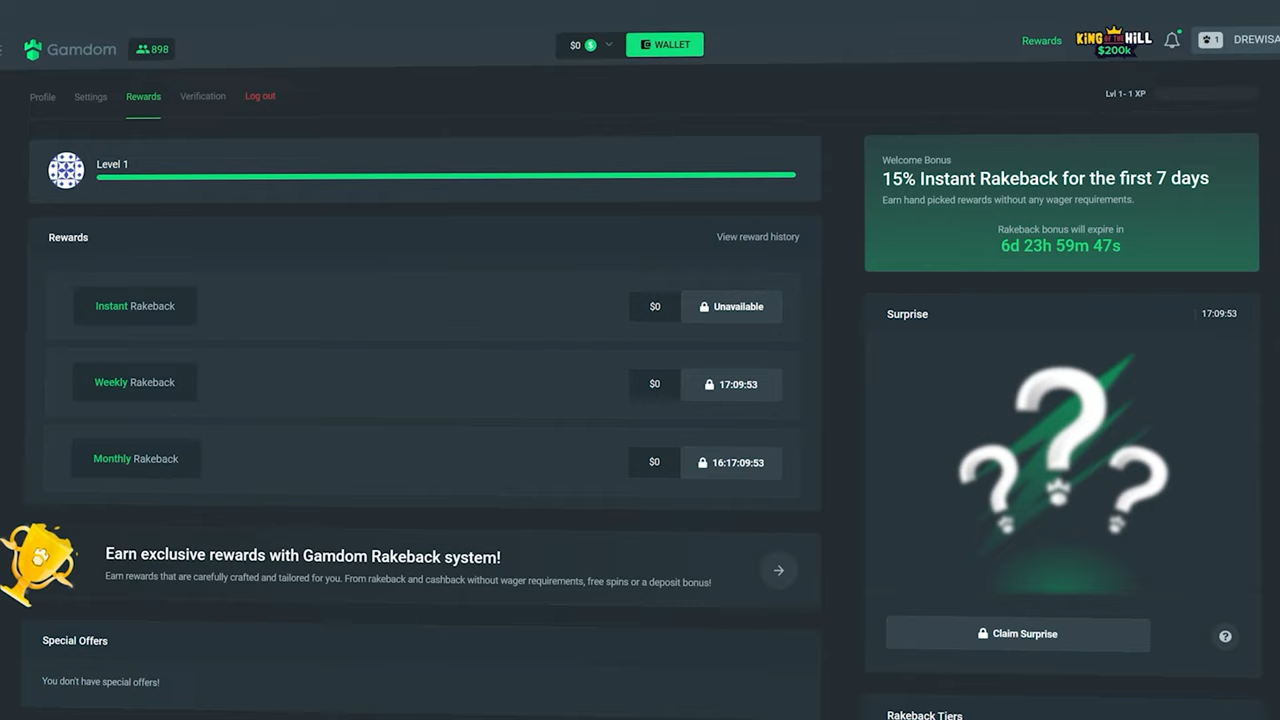 Gamdom
898
$0
WALLET
Rewards
KING OF THE HILL
$200k
1
DREWISA
Profile
Settings
Rewards
Verification
Log out
Lvl 1- 1 XP
Level 1
Welcome Bonus
15% Instant Rakeback for the first 7 days
Earn hand picked rewards without any wager requirements.
Rakeback bonus will expire in
6d 23h 59m 47s
Rewards
View reward history
Instant Rakeback
$0
Unavailable
Weekly Rakeback
$0
17:09:53
Monthly Rakeback
$0
16:17:09:53
Surprise
17:09:53
Claim Surprise
?
Earn exclusive rewards with Gamdom Rakeback system!
Earn rewards that are carefully crafted and tailored for you. From rakeback and cashback without wager requirements, free spins or a deposit bonus!
Special Offers
You don't have special offers!
Rakeback Tiers